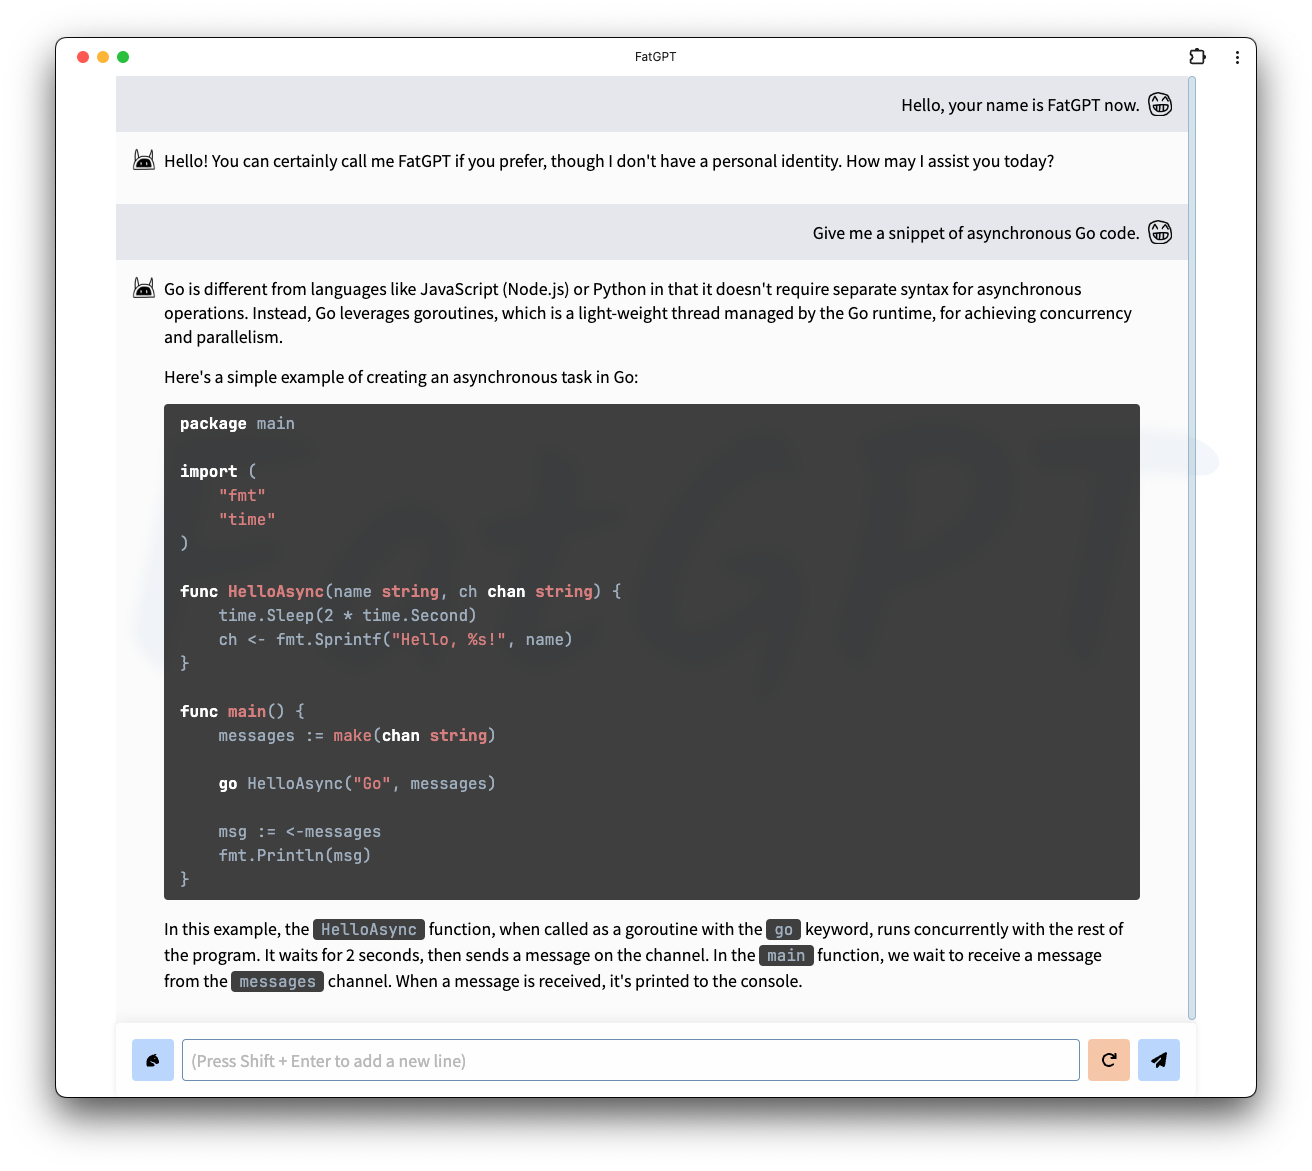 FatGPT
Hello, your name is FatGPT now.
Hello! You can certainly call me FatGPT if you prefer, though I don't have a personal identity. How may I assist you today?
Give me a snippet of asynchronous Go code.
Go is different from languages like JavaScript (Node.js) or Python in that it doesn't require separate syntax for asynchronous
operations. Instead, Go leverages goroutines, which is a light-weight thread managed by the Go runtime, for achieving concurrency
and parallelism.
Here's a simple example of creating an asynchronous task in Go:
package main
import (
    "fmt"
    "time"
)
func HelloAsync(name string, ch chan string) {
    time.Sleep(2 * time.Second)
    ch <- fmt.Sprintf("Hello, %s!", name)
}
func main() {
    messages := make(chan string)
    go HelloAsync("Go", messages)
    msg := <-messages
    fmt.Println(msg)
}
FatGPT
In this example, the HelloAsync function, when called as a goroutine with the go keyword, runs concurrently with the rest of
the program. It waits for 2 seconds, then sends a message on the channel. In the main function, we wait to receive a message
from the messages channel. When a message is received, it's printed to the console.
(Press Shift + Enter to add a new line)